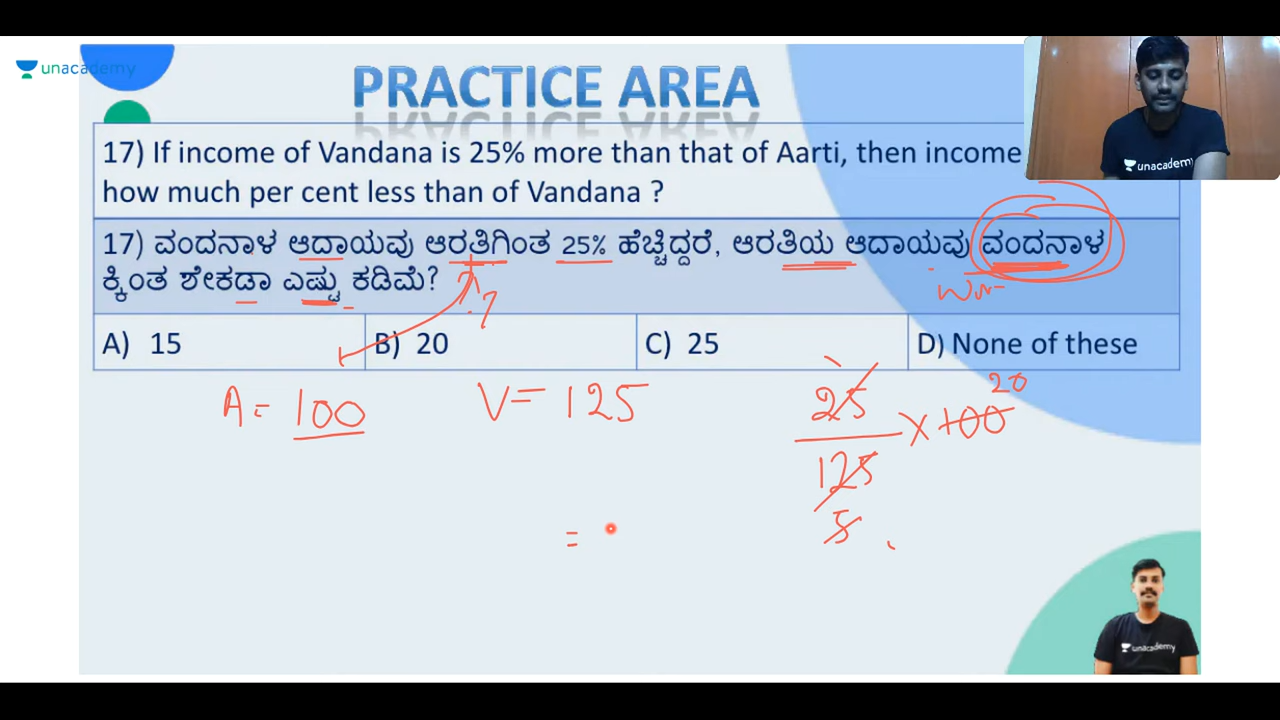 unacademy
PRACTICE AREA
17) If income of Vandana is 25% more than that of Aarti, then income
how much per cent less than of Vandana ?
17) ವಂದನಾಳ ಆದಾಯವು ಆರತಿಗಿಂತ 25% ಹೆಚ್ಚಿದ್ದರೆ, ಆರತಿಯ ಆದಾಯವು ವಂದನಾಳ
ಕ್ಕಿಂತ ಶೇಕಡಾ ಎಷ್ಟು ಕಡಿಮೆ?
A) 15 B) 20 C) 25 D) None of these
A = 100 V = 125
25 × 100 20
125
5
=
unacademy
unacademy